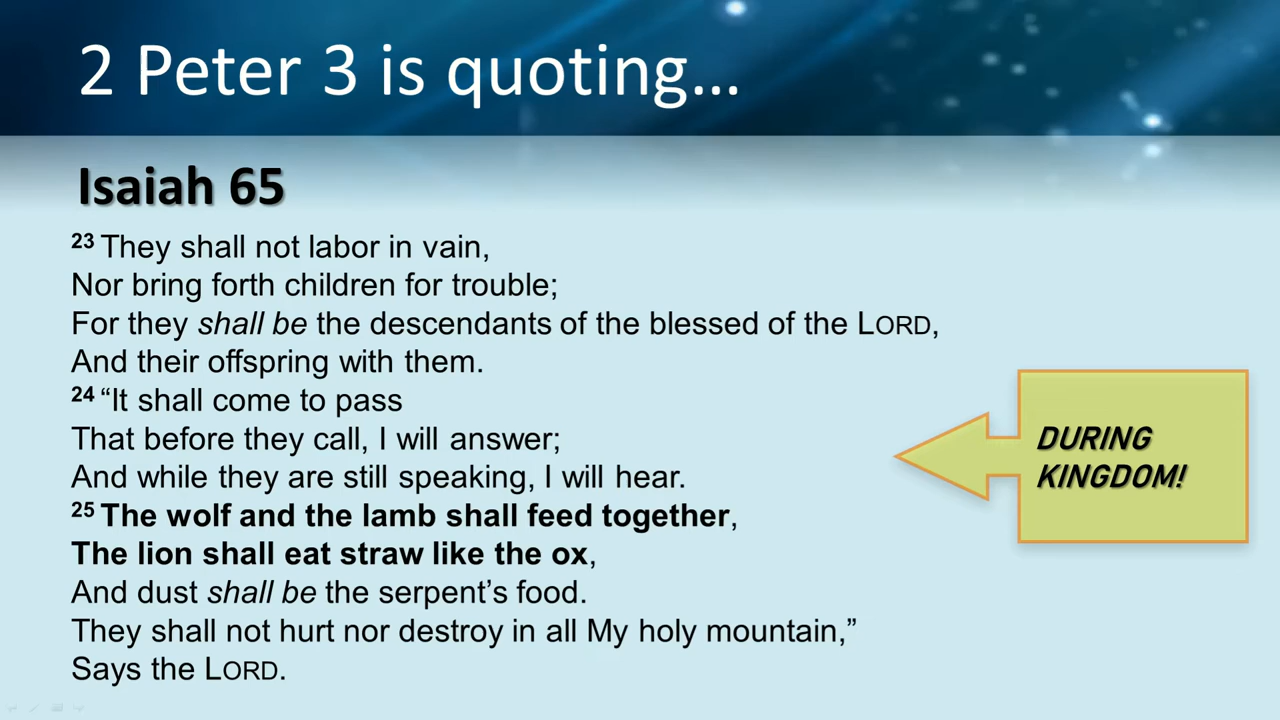 2 Peter 3 is quoting...
Isaiah 65
23 They shall not labor in vain,
Nor bring forth children for trouble;
For they shall be the descendants of the blessed of the LORD,
And their offspring with them.
24 “It shall come to pass
That before they call, I will answer;
And while they are still speaking, I will hear.
25 The wolf and the lamb shall feed together,
The lion shall eat straw like the ox,
And dust shall be the serpent’s food.
They shall not hurt nor destroy in all My holy mountain,”
Says the LORD.
DURING
KINGDOM!